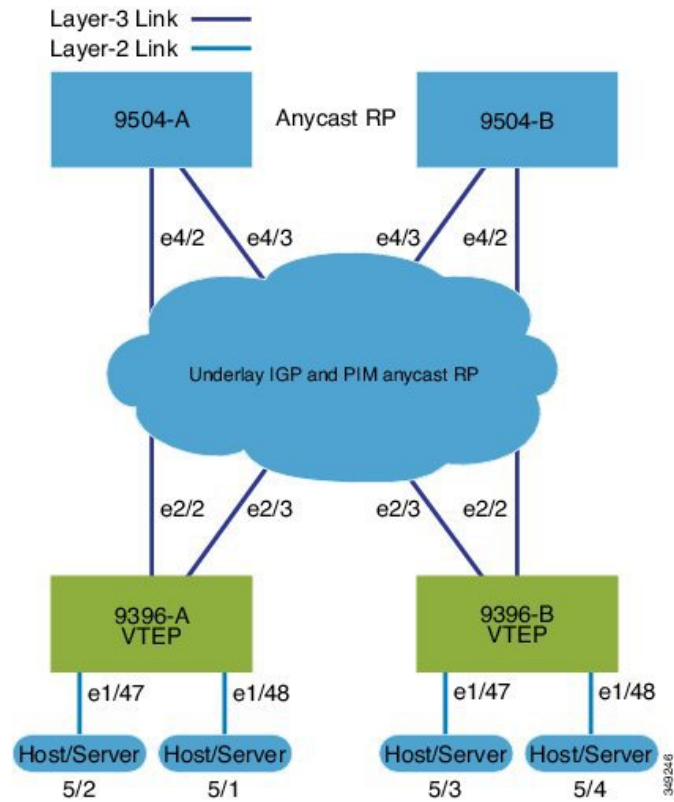 Layer-3 Link
Layer-2 Link
9504-A
Anycast RP
9504-B
e4/2
e4/3
e4/3
e4/2
Underlay IGP and PIM anycast RP
e2/2
e2/3
e2/3
e2/2
9396-A
VTEP
9396-B
VTEP
e1/47
e1/48
e1/47
e1/48
Host/Server
Host/Server
Host/Server
Host/Server
5/2
5/1
5/3
5/4
349246